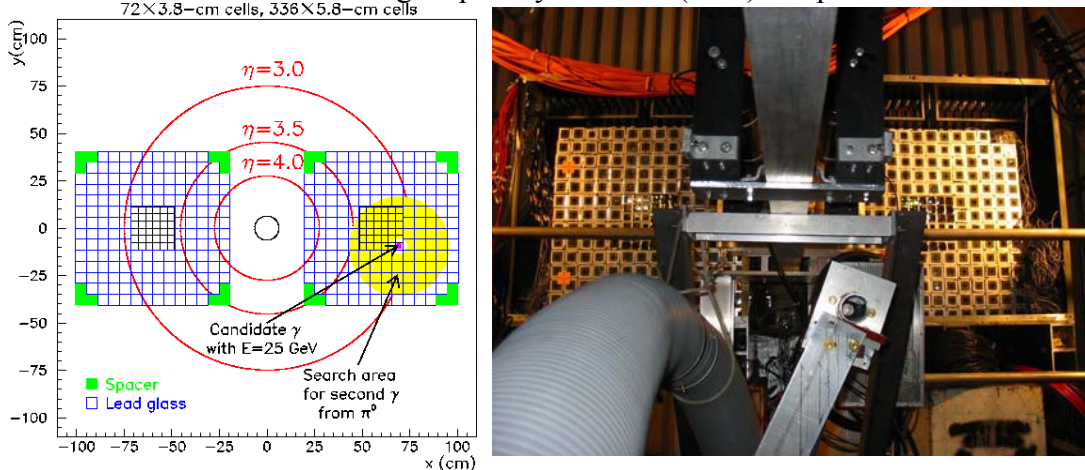 72×3.8-cm cells, 336×5.8-cm cells
y(cm)
100
75
50
25
0
−25
−50
−75
−100
η=3.0
η=3.5
η=4.0
Candidate γ
with E=25 GeV
Search area
for second γ
from π⁰
Spacer
Lead glass
−100 −75 −50 −25 0 25 50 75 100
x (cm)